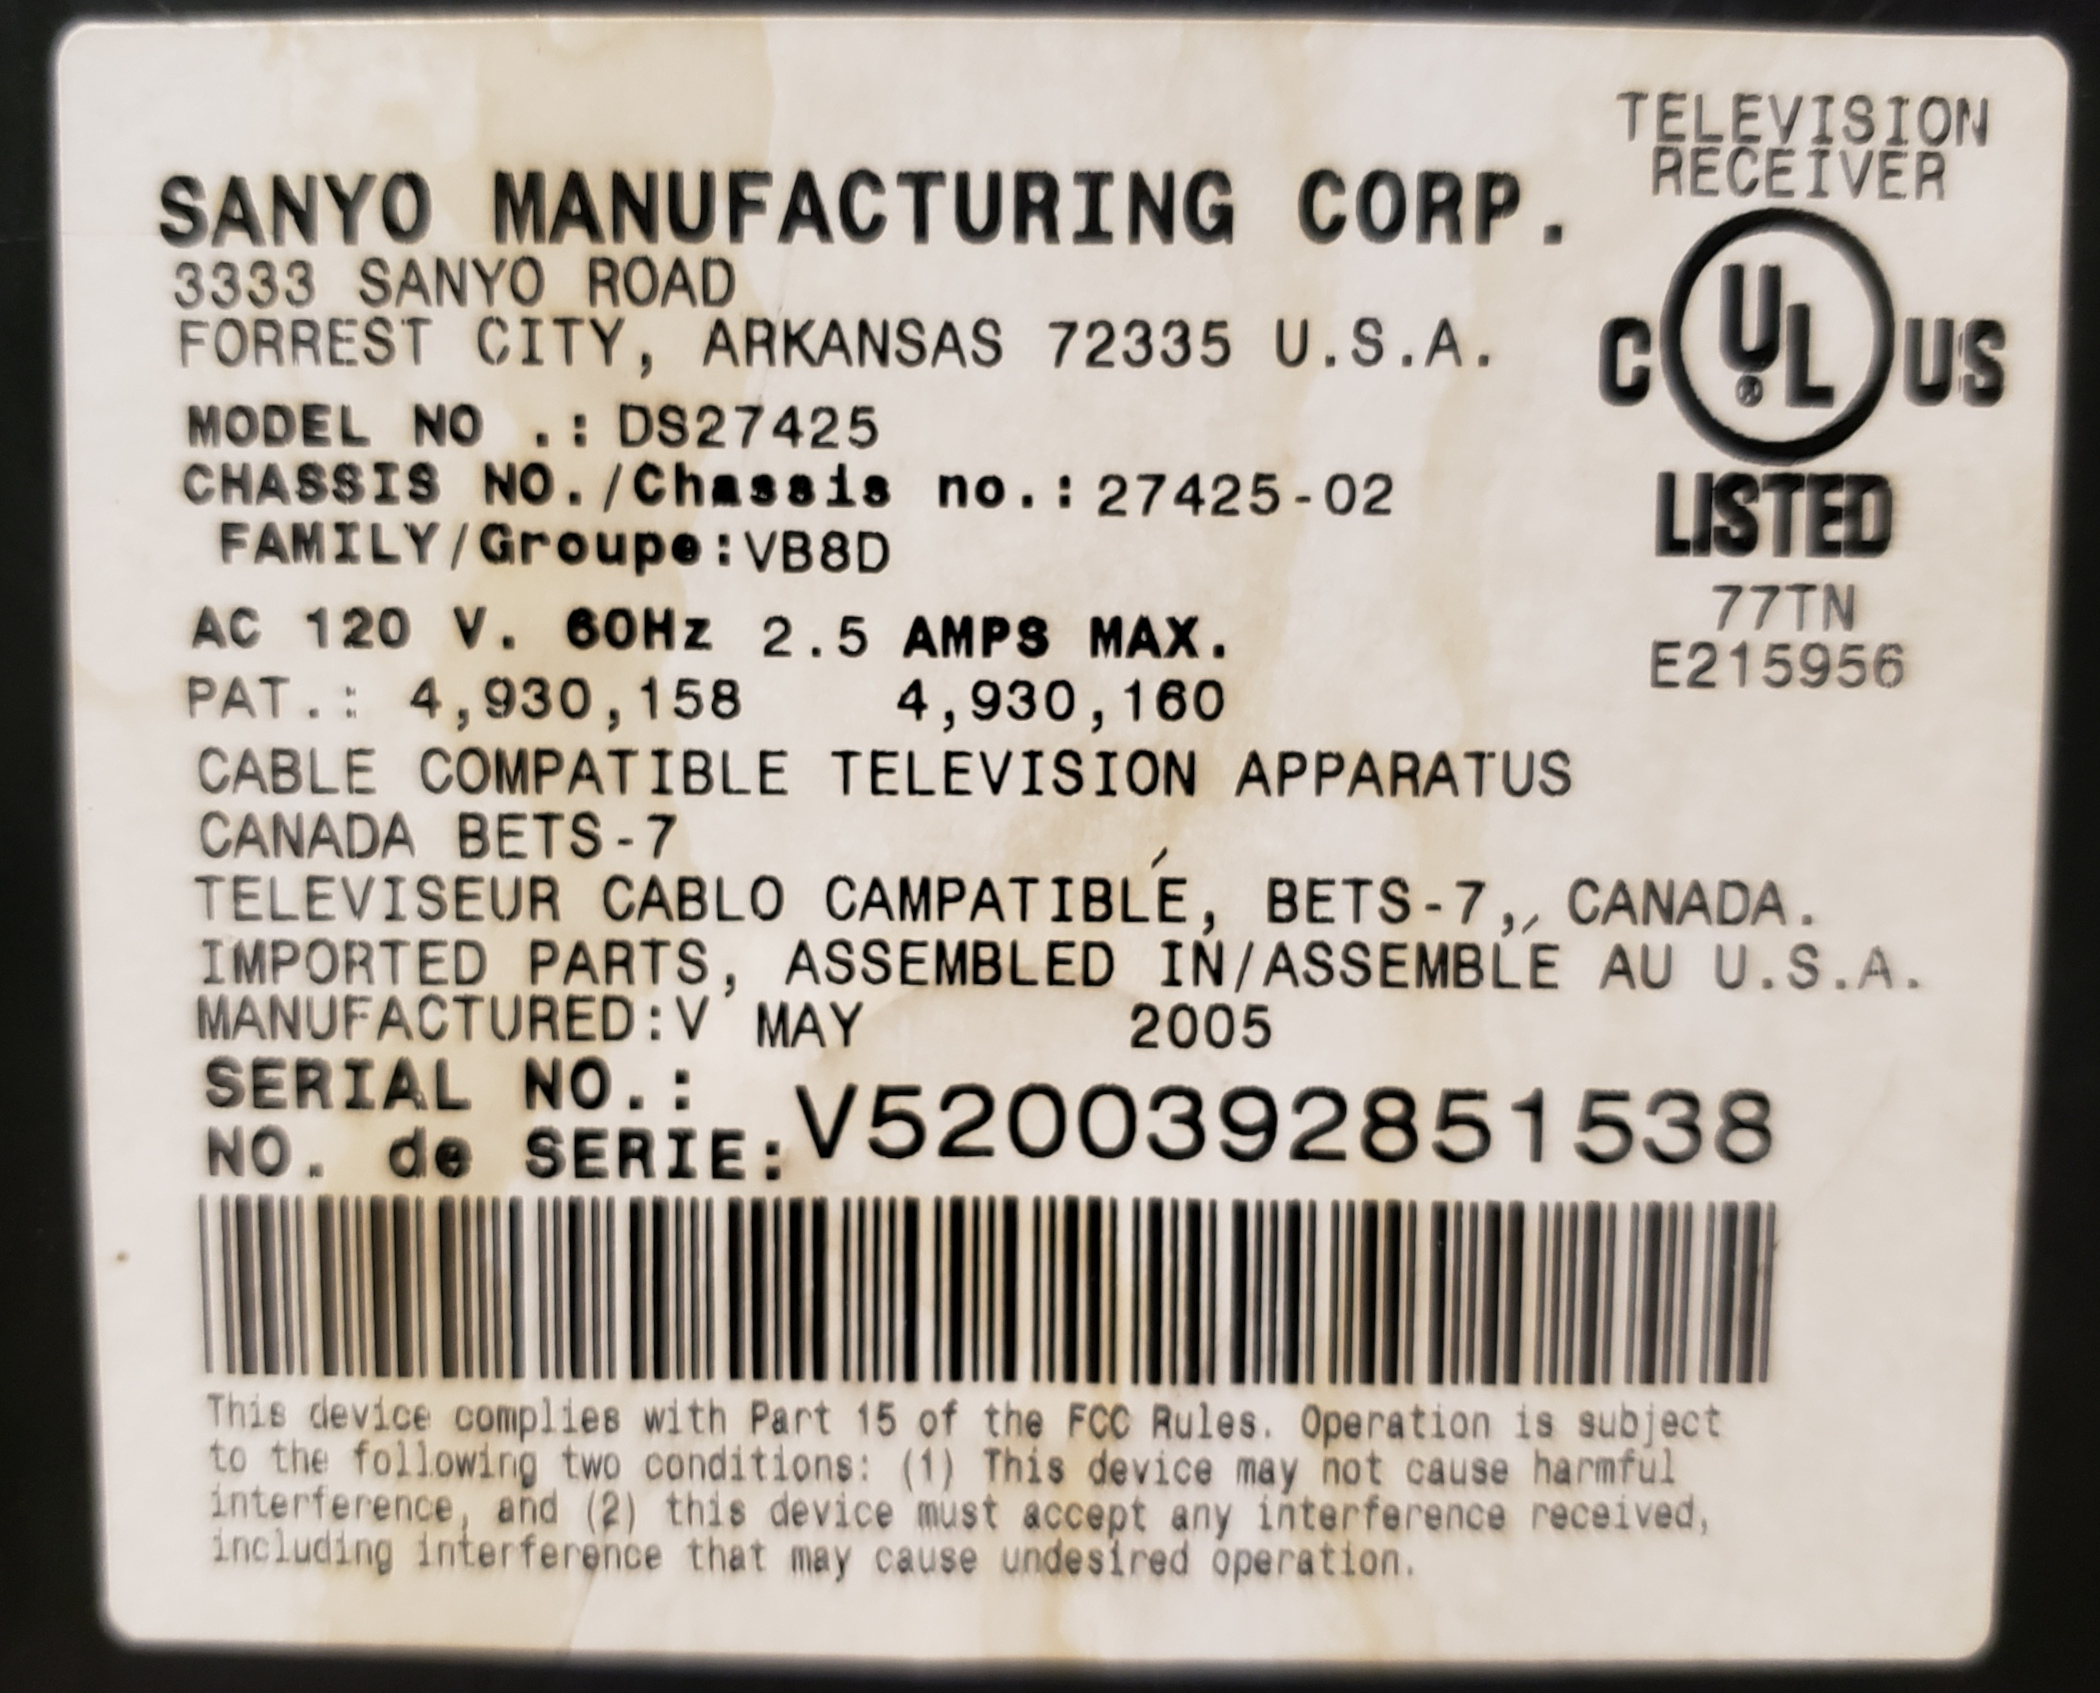 TELEVISION
RECEIVER
SANYO MANUFACTURING CORP.
3333 SANYO ROAD
FORREST CITY, ARKANSAS 72335 U.S.A.
C UL® US
LISTED
77TN
E215956
MODEL NO .: DS27425
CHASSIS NO./Chassis no.: 27425-02
FAMILY/Groupe: VB8D
AC 120 V. 60Hz 2.5 AMPS MAX.
PAT.: 4,930,158 4,930,160
CABLE COMPATIBLE TELEVISION APPARATUS
CANADA BETS-7
TELEVISEUR CABLO CAMPATIBLÉ, BETS-7, CANADA.
IMPORTED PARTS, ASSEMBLED IN/ASSEMBLÉ AU U.S.A.
MANUFACTURED:V MAY 2005
SERIAL NO.:
NO. de SERIE: V5200392851538
This device complies with Part 15 of the FCC Rules. Operation is subject
to the following two conditions: (1) This device may not cause harmful
interference, and (2) this device must accept any interference received,
including interference that may cause undesired operation.